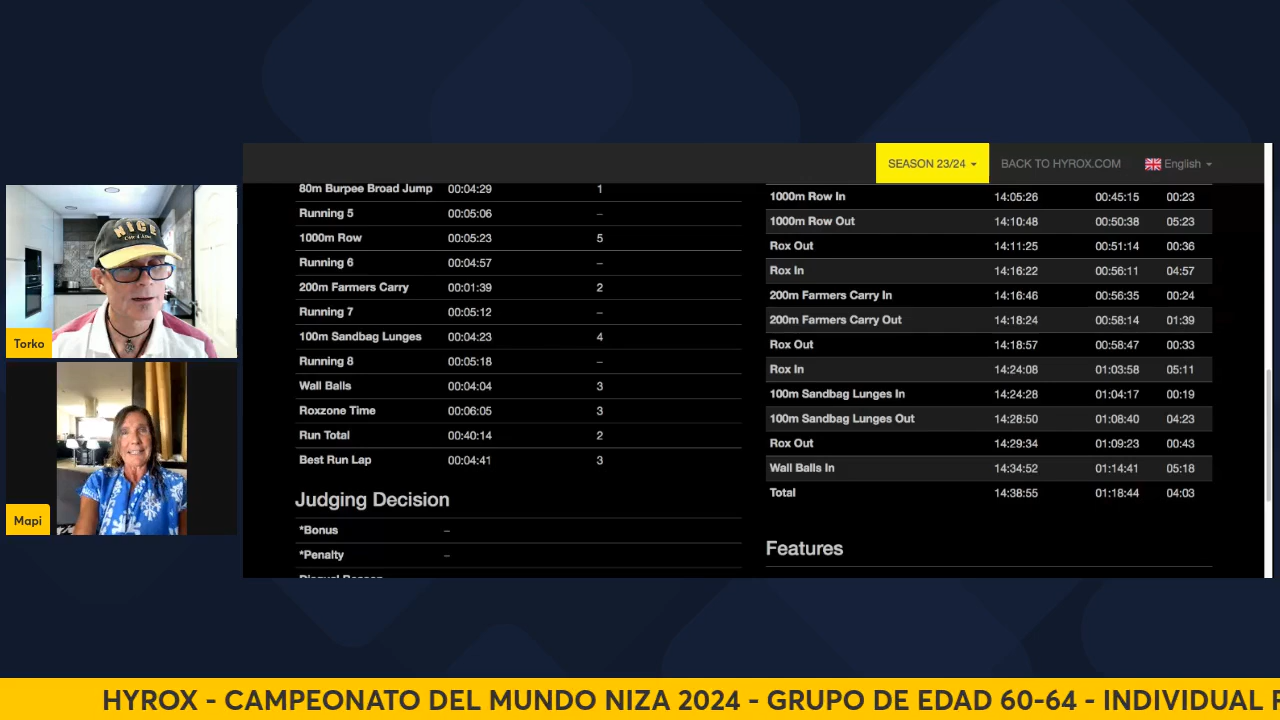 SEASON 23/24
BACK TO HYROX.COM
English
80m Burpee Broad Jump 00:04:29 1
Running 5 00:05:06 –
1000m Row 00:05:23 5
Running 6 00:04:57 –
200m Farmers Carry 00:01:39 2
Running 7 00:05:12 –
100m Sandbag Lunges 00:04:23 4
Running 8 00:05:18 –
Wall Balls 00:04:04 3
Roxzone Time 00:06:05 3
Run Total 00:40:14 2
Best Run Lap 00:04:41 3
Judging Decision
*Bonus –
*Penalty –
1000m Row In 14:05:26 00:45:15 00:23
1000m Row Out 14:10:48 00:50:38 05:23
Rox Out 14:11:25 00:51:14 00:36
Rox In 14:16:22 00:56:11 04:57
200m Farmers Carry In 14:16:46 00:56:35 00:24
200m Farmers Carry Out 14:18:24 00:58:14 01:39
Rox Out 14:18:57 00:58:47 00:33
Rox In 14:24:08 01:03:58 05:11
100m Sandbag Lunges In 14:24:28 01:04:17 00:19
100m Sandbag Lunges Out 14:28:50 01:08:40 04:23
Rox Out 14:29:34 01:09:23 00:43
Wall Balls In 14:34:52 01:14:41 05:18
Total 14:38:55 01:18:44 04:03
Features
NICE
Torko
Mapi
HYROX - CAMPEONATO DEL MUNDO NIZA 2024 - GRUPO DE EDAD 60-64 - INDIVIDUAL